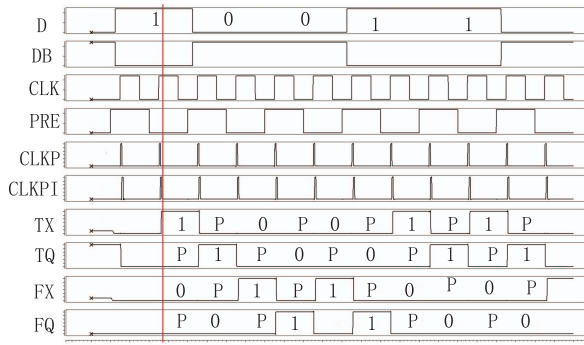 D 1 0 0 1 1
DB
CLK
PRE
CLKP
CLKPI
TX 1 P 0 P 0 P 1 P 1 P
TQ P 1 P 0 P 0 P 1 P 1
FX 0 P 1 P 1 P 0 P 0 P
FQ P 0 P 1 1 P 0 P 0